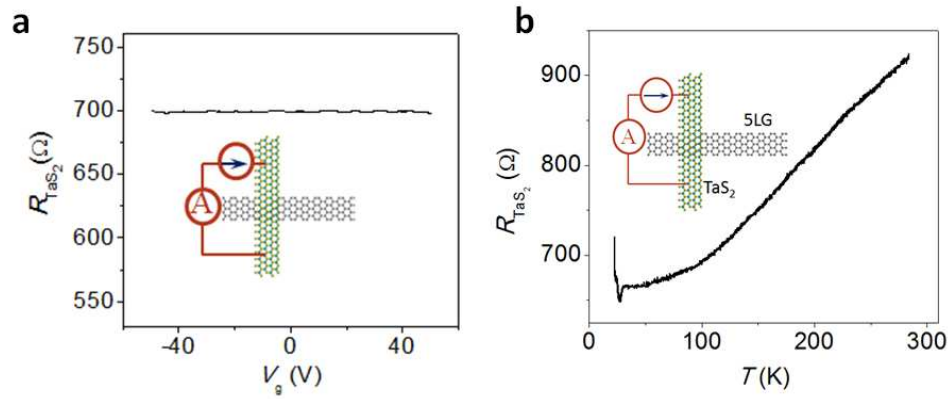 a
750
700
650
600
550
-40
0
40
R_TaS₂(Ω)
V_g (V)
A
b
900
800
700
0
100
200
300
R_TaS₂ (Ω)
T (K)
A
5LG
TaS₂